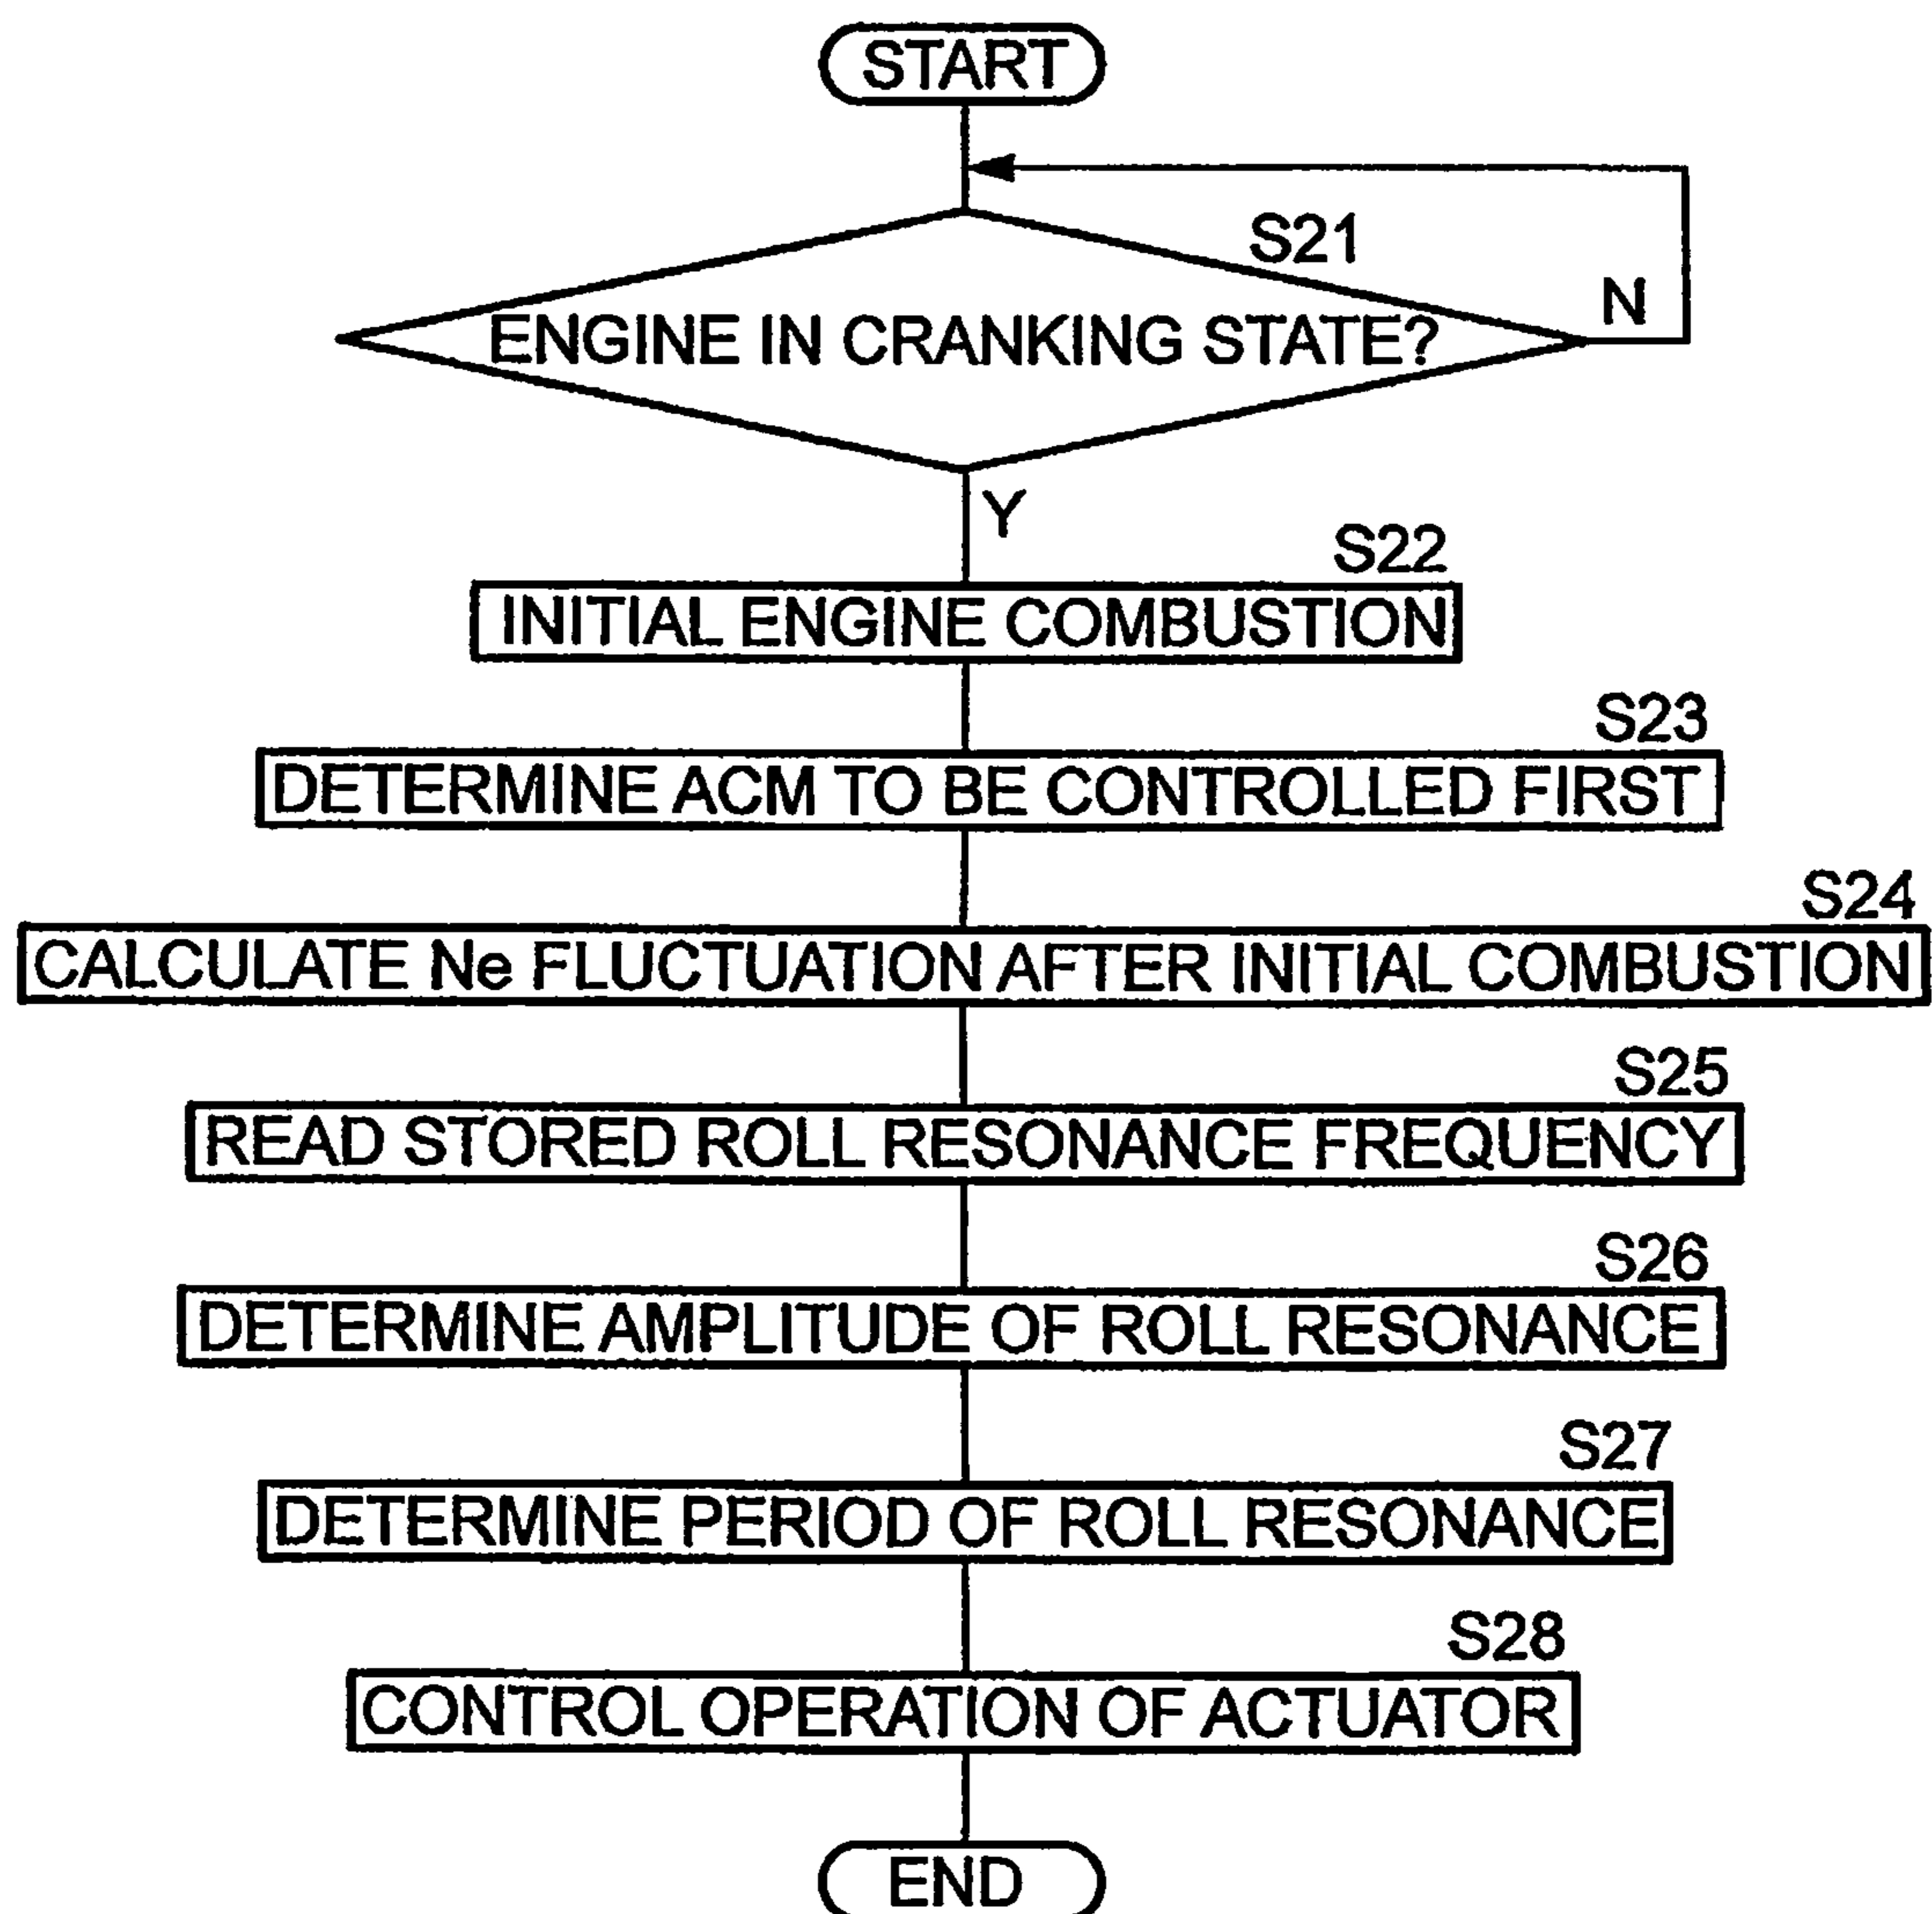 START
S21
ENGINE IN CRANKING STATE?
N
Y
S22
INITIAL ENGINE COMBUSTION
S23
DETERMINE ACM TO BE CONTROLLED FIRST
S24
CALCULATE Ne FLUCTUATION AFTER INITIAL COMBUSTION
S25
READ STORED ROLL RESONANCE FREQUENCY
S26
DETERMINE AMPLITUDE OF ROLL RESONANCE
S27
DETERMINE PERIOD OF ROLL RESONANCE
S28
CONTROL OPERATION OF ACTUATOR
END